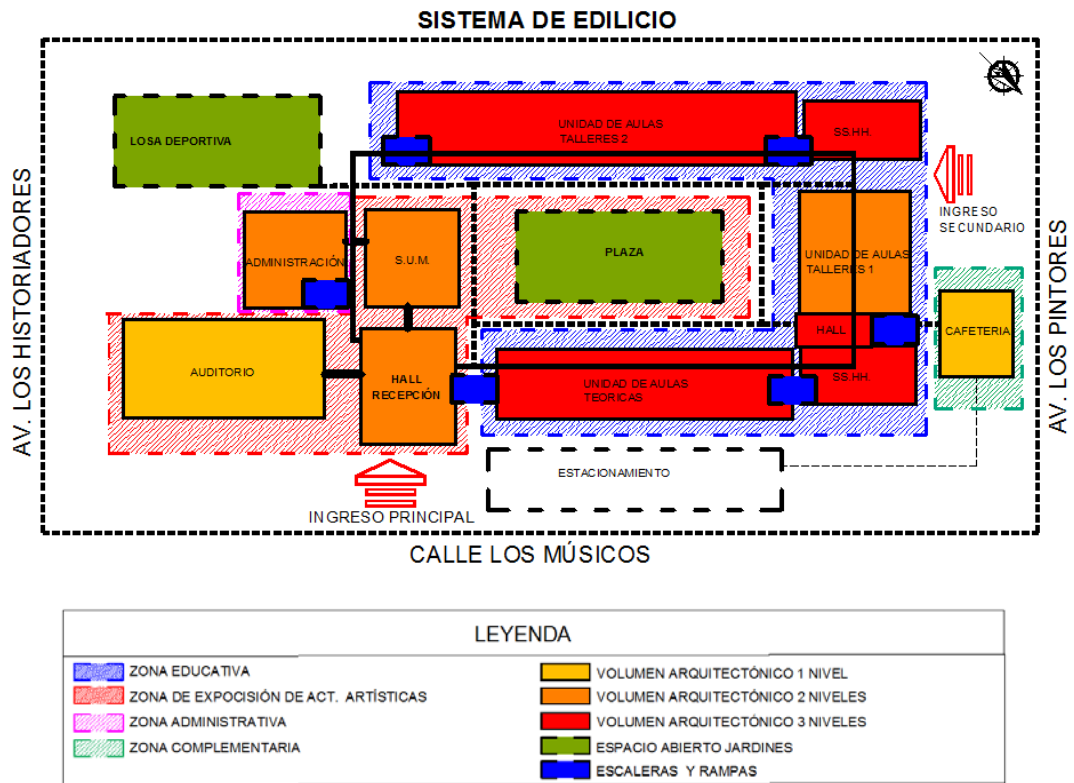 SISTEMA DE EDILICIO
LOSA DEPORTIVA
UNIDAD DE AULAS
TALLERES 2
SS.HH.
INGRESO
SECUNDARIO
AV. LOS HISTORIADORES
AV. LOS PINTORES
ADMINISTRACIÓN
S.U.M.
PLAZA
UNIDAD DE AULAS
TALLERES 1
HALL
CAFETERIA
AUDITORIO
HALL
RECEPCIÓN
UNIDAD DE AULAS
TEORICAS
SS.HH.
ESTACIONAMIENTO
INGRESO PRINCIPAL
CALLE LOS MÚSICOS
LEYENDA
ZONA EDUCATIVA
ZONA DE EXPOCISIÓN DE ACT. ARTÍSTICAS
ZONA ADMINISTRATIVA
ZONA COMPLEMENTARIA
VOLUMEN ARQUITECTÓNICO 1 NIVEL
VOLUMEN ARQUITECTÓNICO 2 NIVELES
VOLUMEN ARQUITECTÓNICO 3 NIVELES
ESPACIO ABIERTO JARDINES
ESCALERAS Y RAMPAS